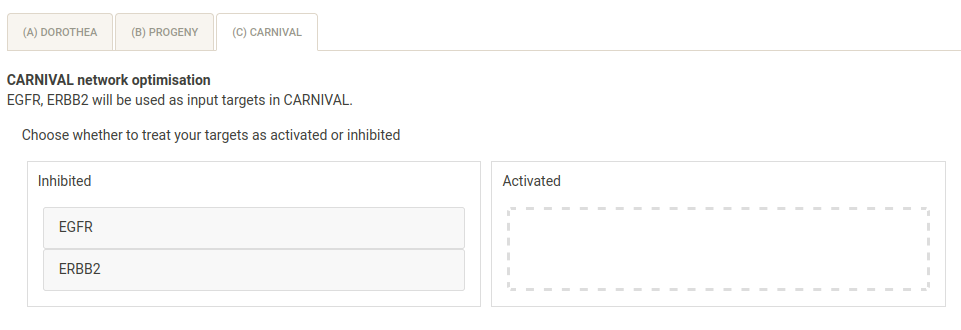 (A) DOROTHEA (B) PROGENY (C) CARNIVAL
CARNIVAL network optimisation
EGFR, ERBB2 will be used as input targets in CARNIVAL.
Choose whether to treat your targets as activated or inhibited
Inhibited
EGFR
ERBB2
Activated